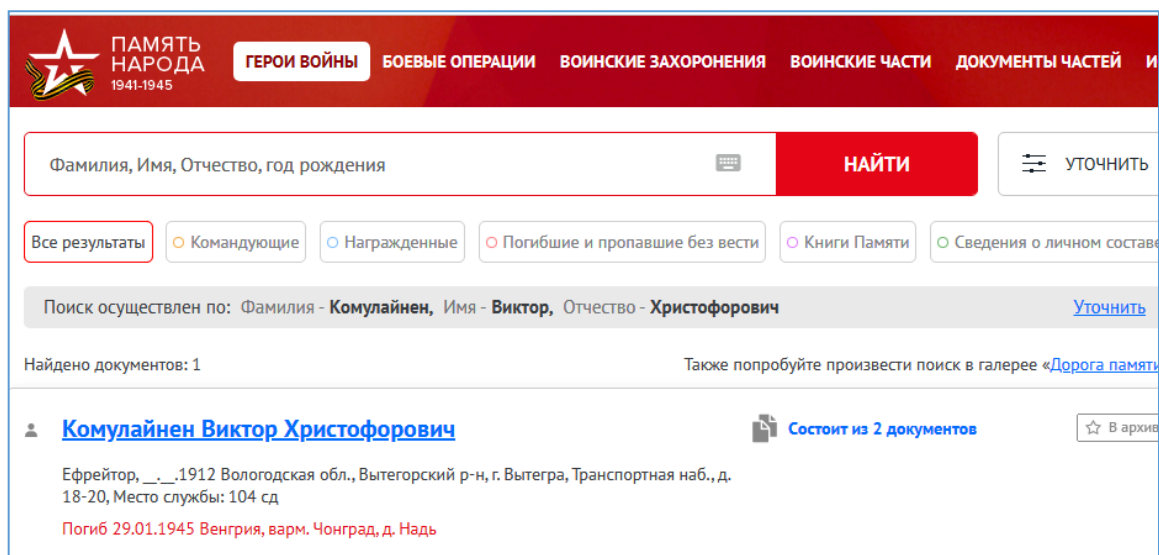 ПАМЯТЬ
НАРОДА
1941-1945
ГЕРОИ ВОЙНЫ БОЕВЫЕ ОПЕРАЦИИ ВОИНСКИЕ ЗАХОРОНЕНИЯ ВОИНСКИЕ ЧАСТИ ДОКУМЕНТЫ ЧАСТЕЙ И
Фамилия, Имя, Отчество, год рождения НАЙТИ УТОЧНИТЬ
Все результаты Командующие Награжденные Погибшие и пропавшие без вести Книги Памяти Сведения о личном составе
Поиск осуществлен по: Фамилия - Комулайнен, Имя - Виктор, Отчество - Христофорович Уточнить
Найдено документов: 1 Также попробуйте произвести поиск в галерее «Дорога памяти
Комулайнен Виктор Христофорович Состоит из 2 документов В архив
Ефрейтор, __.__.1912 Вологодская обл., Вытегорский р-н, г. Вытегра, Транспортная наб., д.
18-20, Место службы: 104 сд
Погиб 29.01.1945 Венгрия, варм. Чонград, д. Надь